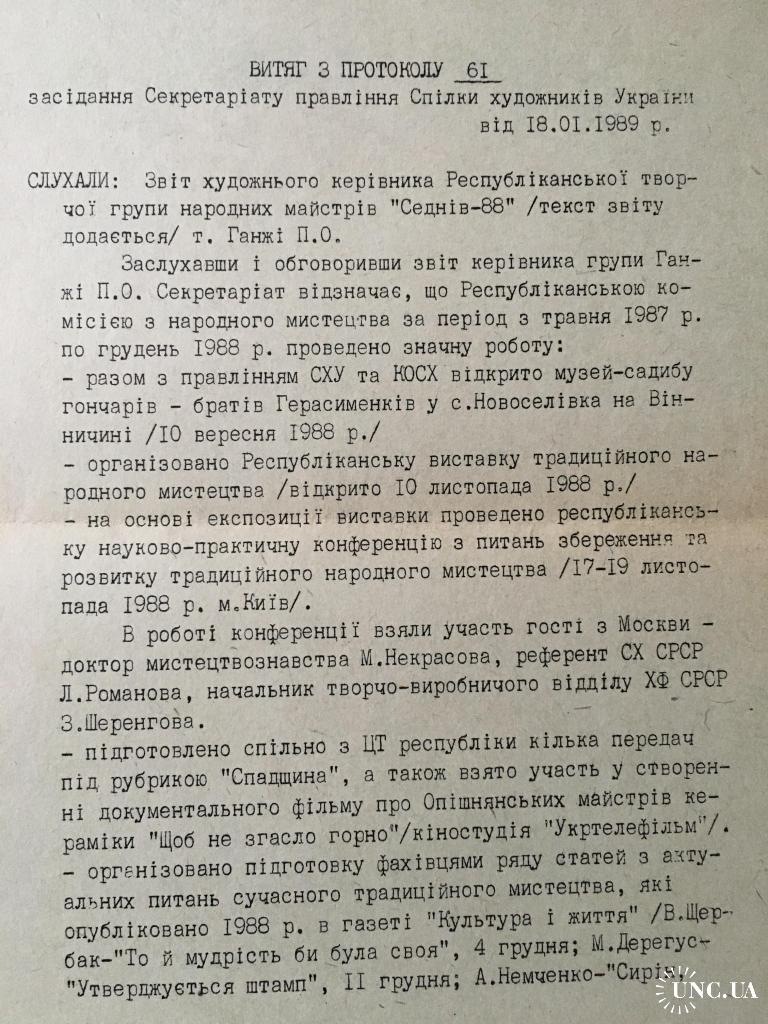 ВИТЯГ З ПРОТОКОЛУ 61
засідання Секретаріату правління Спілки художників України
від 18.01.1989 р.
СЛУХАЛИ: Звіт художнього керівника Республіканської твор-
чої групи народних майстрів "Седнів-88" /текст звіту
додається/ т. Ганжі П.О.
Заслухавши і обговоривши звіт керівника групи Ган-
жі П.О. Секретаріат відзначає, що Республіканською ко-
місією з народного мистецтва за період з травня 1987 р.
по грудень 1988 р. проведено значну роботу:
- разом з правлінням СХУ та КОСХ відкрито музей-садибу
гончарів - братів Герасименків у с.Новоселівка на Він-
ничині /10 вересня 1988 р./
- організовано Республіканську виставку традиційного на-
родного мистецтва /відкрито 10 листопада 1988 р./
- на основі експозиції виставки проведено республікансь-
ку науково-практичну конференцію з питань збереження та
розвитку традиційного народного мистецтва /17-19 листо-
пада 1988 р. м.Київ/.
В роботі конференції взяли участь гості з Москви -
доктор мистецтвознавства М.Некрасова, референт СХ СРСР
Л.Романова, начальник творчо-виробничого відділу ХФ СРСР
З.Шеренгова.
- підготовлено спільно з ЦТ республіки кілька передач
під рубрикою "Спадщина", а також взято участь у створен-
ні документального фільму про Опішнянських майстрів ке-
раміки "Щоб не згасло горно"/кіностудія "Укртелефільм"/.
- організовано підготовку фахівцями ряду статей з акту-
альних питань сучасного традиційного мистецтва, які
опубліковано 1988 р. в газеті "Культура і життя" /В.Щер-
бак-"То й мудрість би була своя", 4 грудня; М.Дерегус-
"Утверджується штамп", 11 грудня; А.Немченко-"Сирія,
UNC.UA